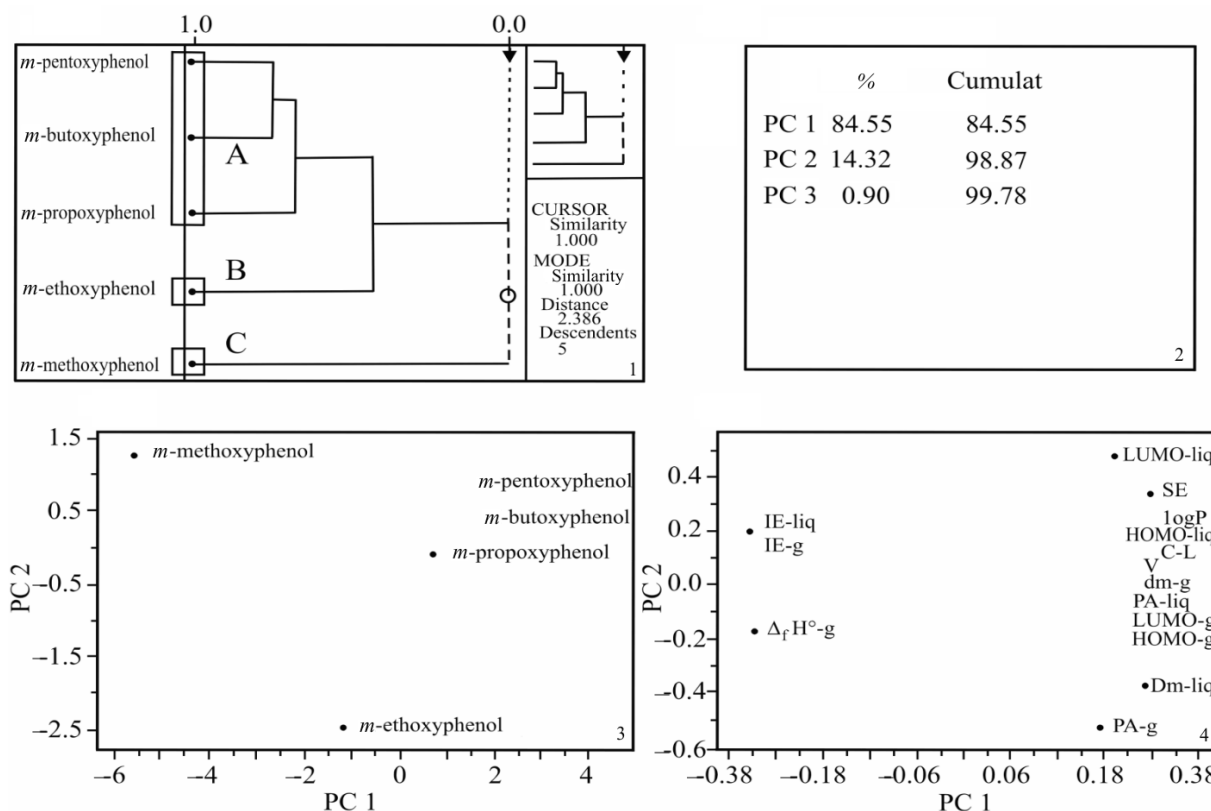 1.0 0.0
m-pentoxyphenol
m-butoxyphenol
A
m-propoxyphenol
B
m-ethoxyphenol
C
m-methoxyphenol
CURSOR
Similarity
1.000
MODE
Similarity
1.000
Distance
2.386
Descendents
5
1
% Cumulat
PC 1 84.55 84.55
PC 2 14.32 98.87
PC 3 0.90 99.78
2
PC 2
1.5
0.5
–0.5
–1.5
–2.5
m-methoxyphenol
m-pentoxyphenol
m-butoxyphenol
m-propoxyphenol
m-ethoxyphenol
3
–6 –4 –2 0 2 4
PC 1
PC 2
0.4
0.2
0.0
–0.2
–0.4
–0.6
LUMO-liq
SE
1ogP
IE-liq
HOMO-liq
IE-g
C-L
V
dm-g
PA-liq
LUMO-g
Δf H°-g
HOMO-g
Dm-liq
PA-g
4
–0.38 –0.18 –0.06 0.06 0.18 0.38
PC 1